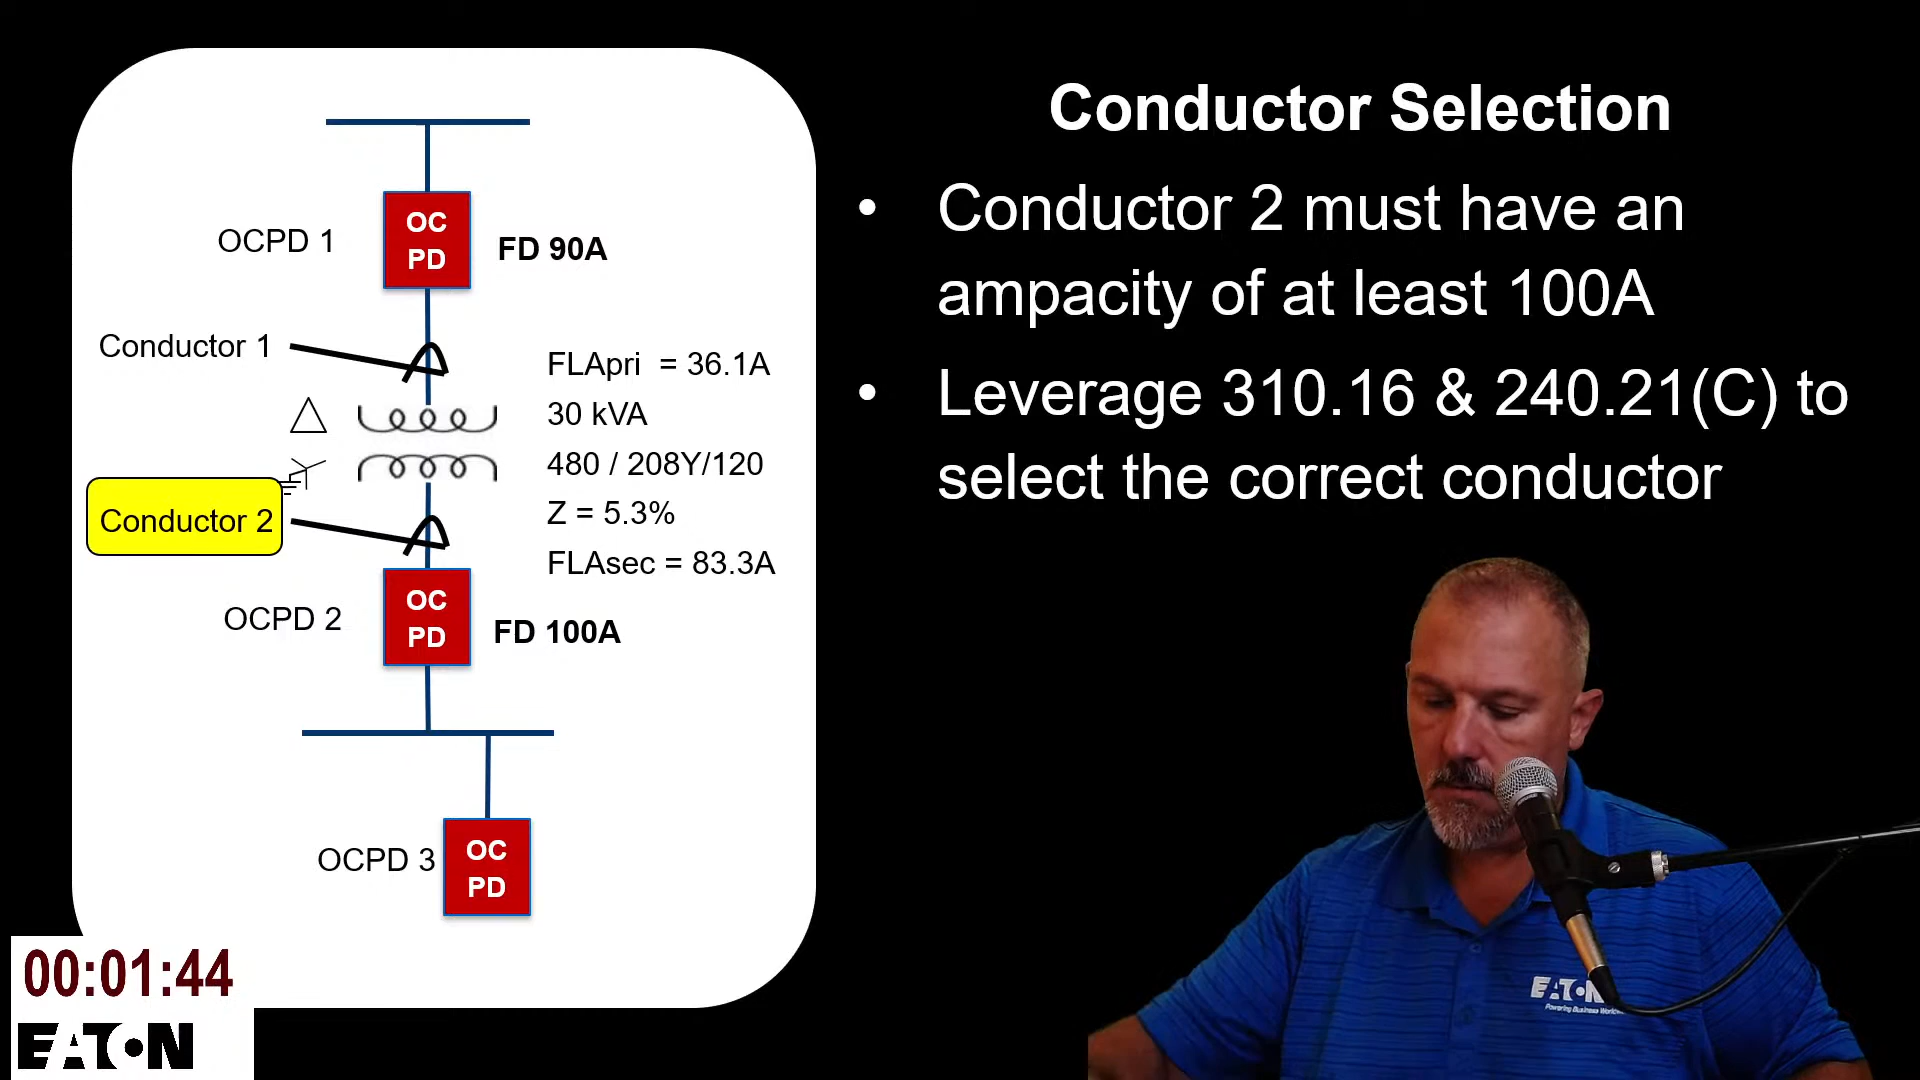 Conductor Selection
• Conductor 2 must have an
ampacity of at least 100A
• Leverage 310.16 & 240.21(C) to
select the correct conductor
OCPD 1
OC
PD
FD 90A
Conductor 1
FLApri = 36.1A
30 kVA
480 / 208Y/120
Z = 5.3%
FLAsec = 83.3A
Conductor 2
OCPD 2
OC
PD
FD 100A
OCPD 3
OC
PD
00:01:44
EATON
EATON
Powering Business